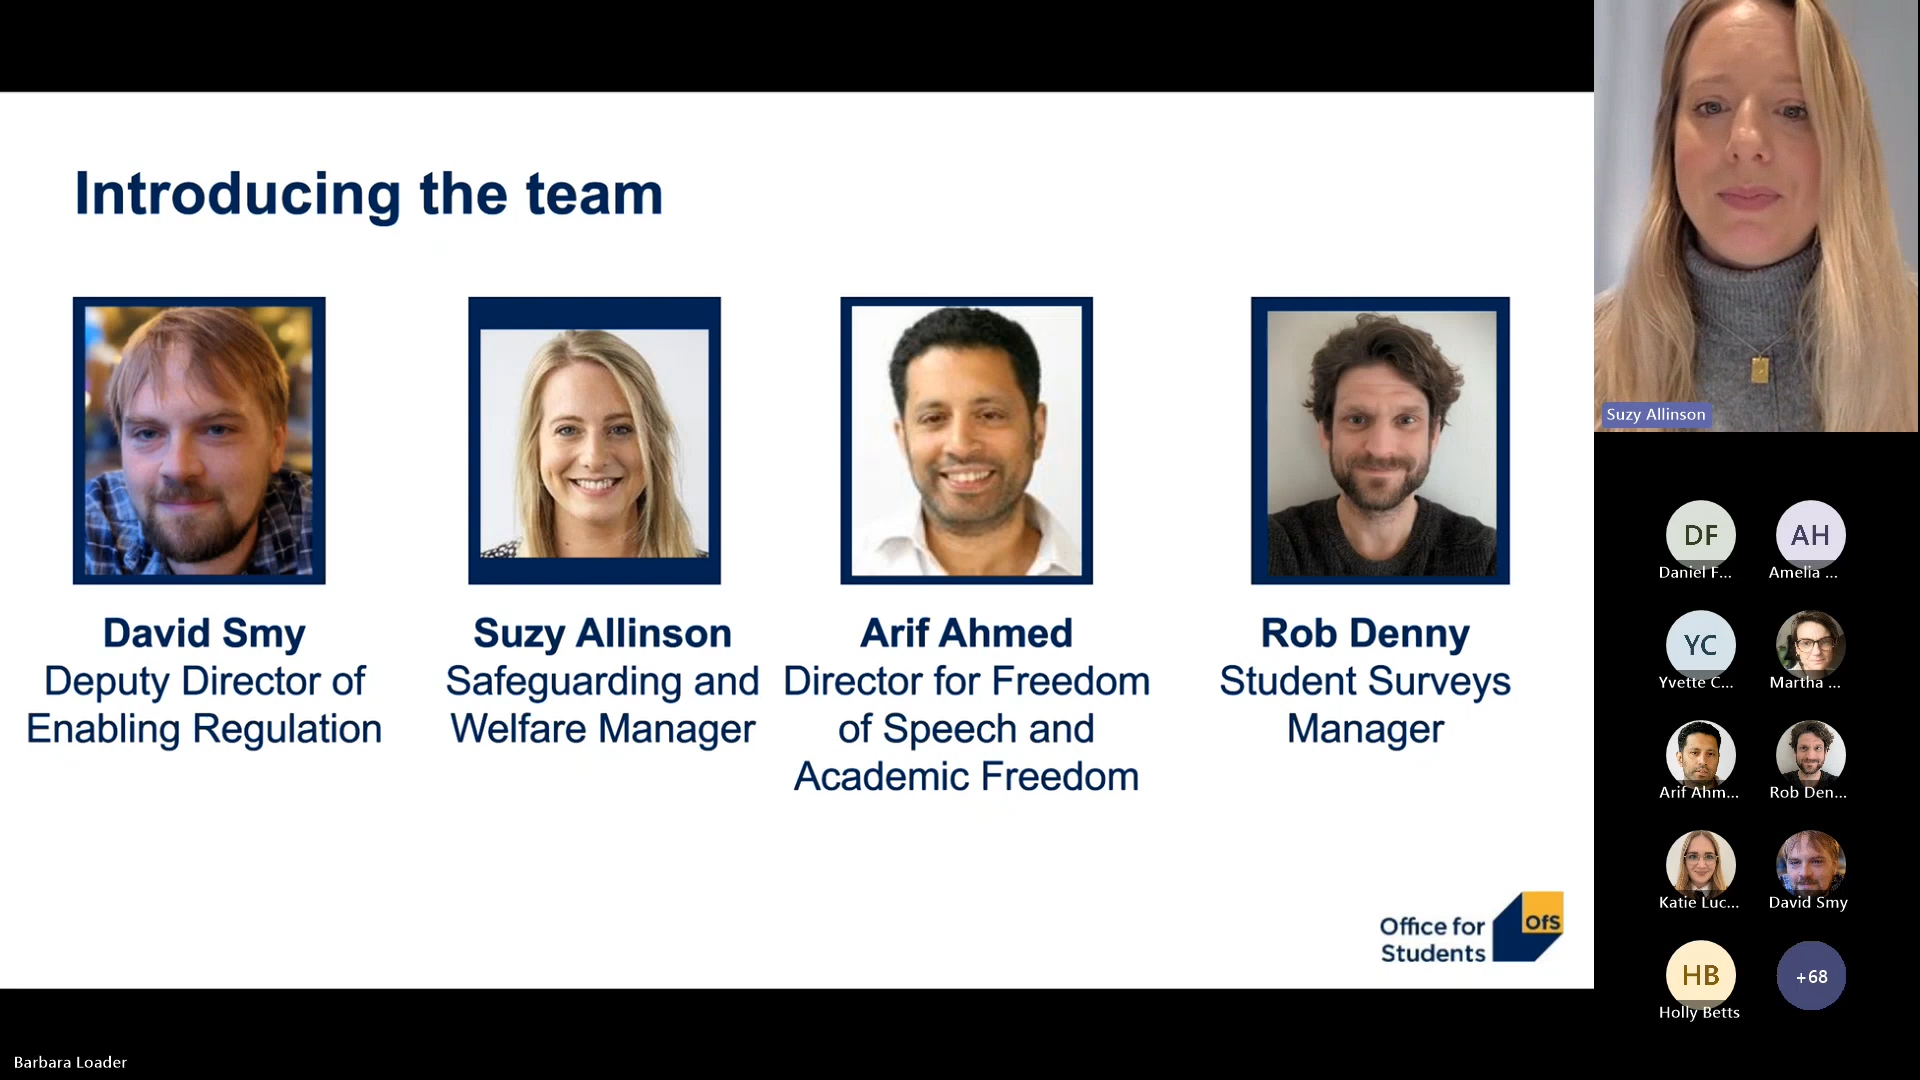 Introducing the team
David Smy
Deputy Director of
Enabling Regulation
Suzy Allinson
Safeguarding and
Welfare Manager
Arif Ahmed
Director for Freedom
of Speech and
Academic Freedom
Rob Denny
Student Surveys
Manager
Office for
Students
OfS
Suzy Allinson
DF
Daniel F...
AH
Amelia ...
YC
Yvette C...
Martha ...
Arif Ahm...
Rob Den...
Katie Luc...
David Smy
HB
Holly Betts
+68
Barbara Loader